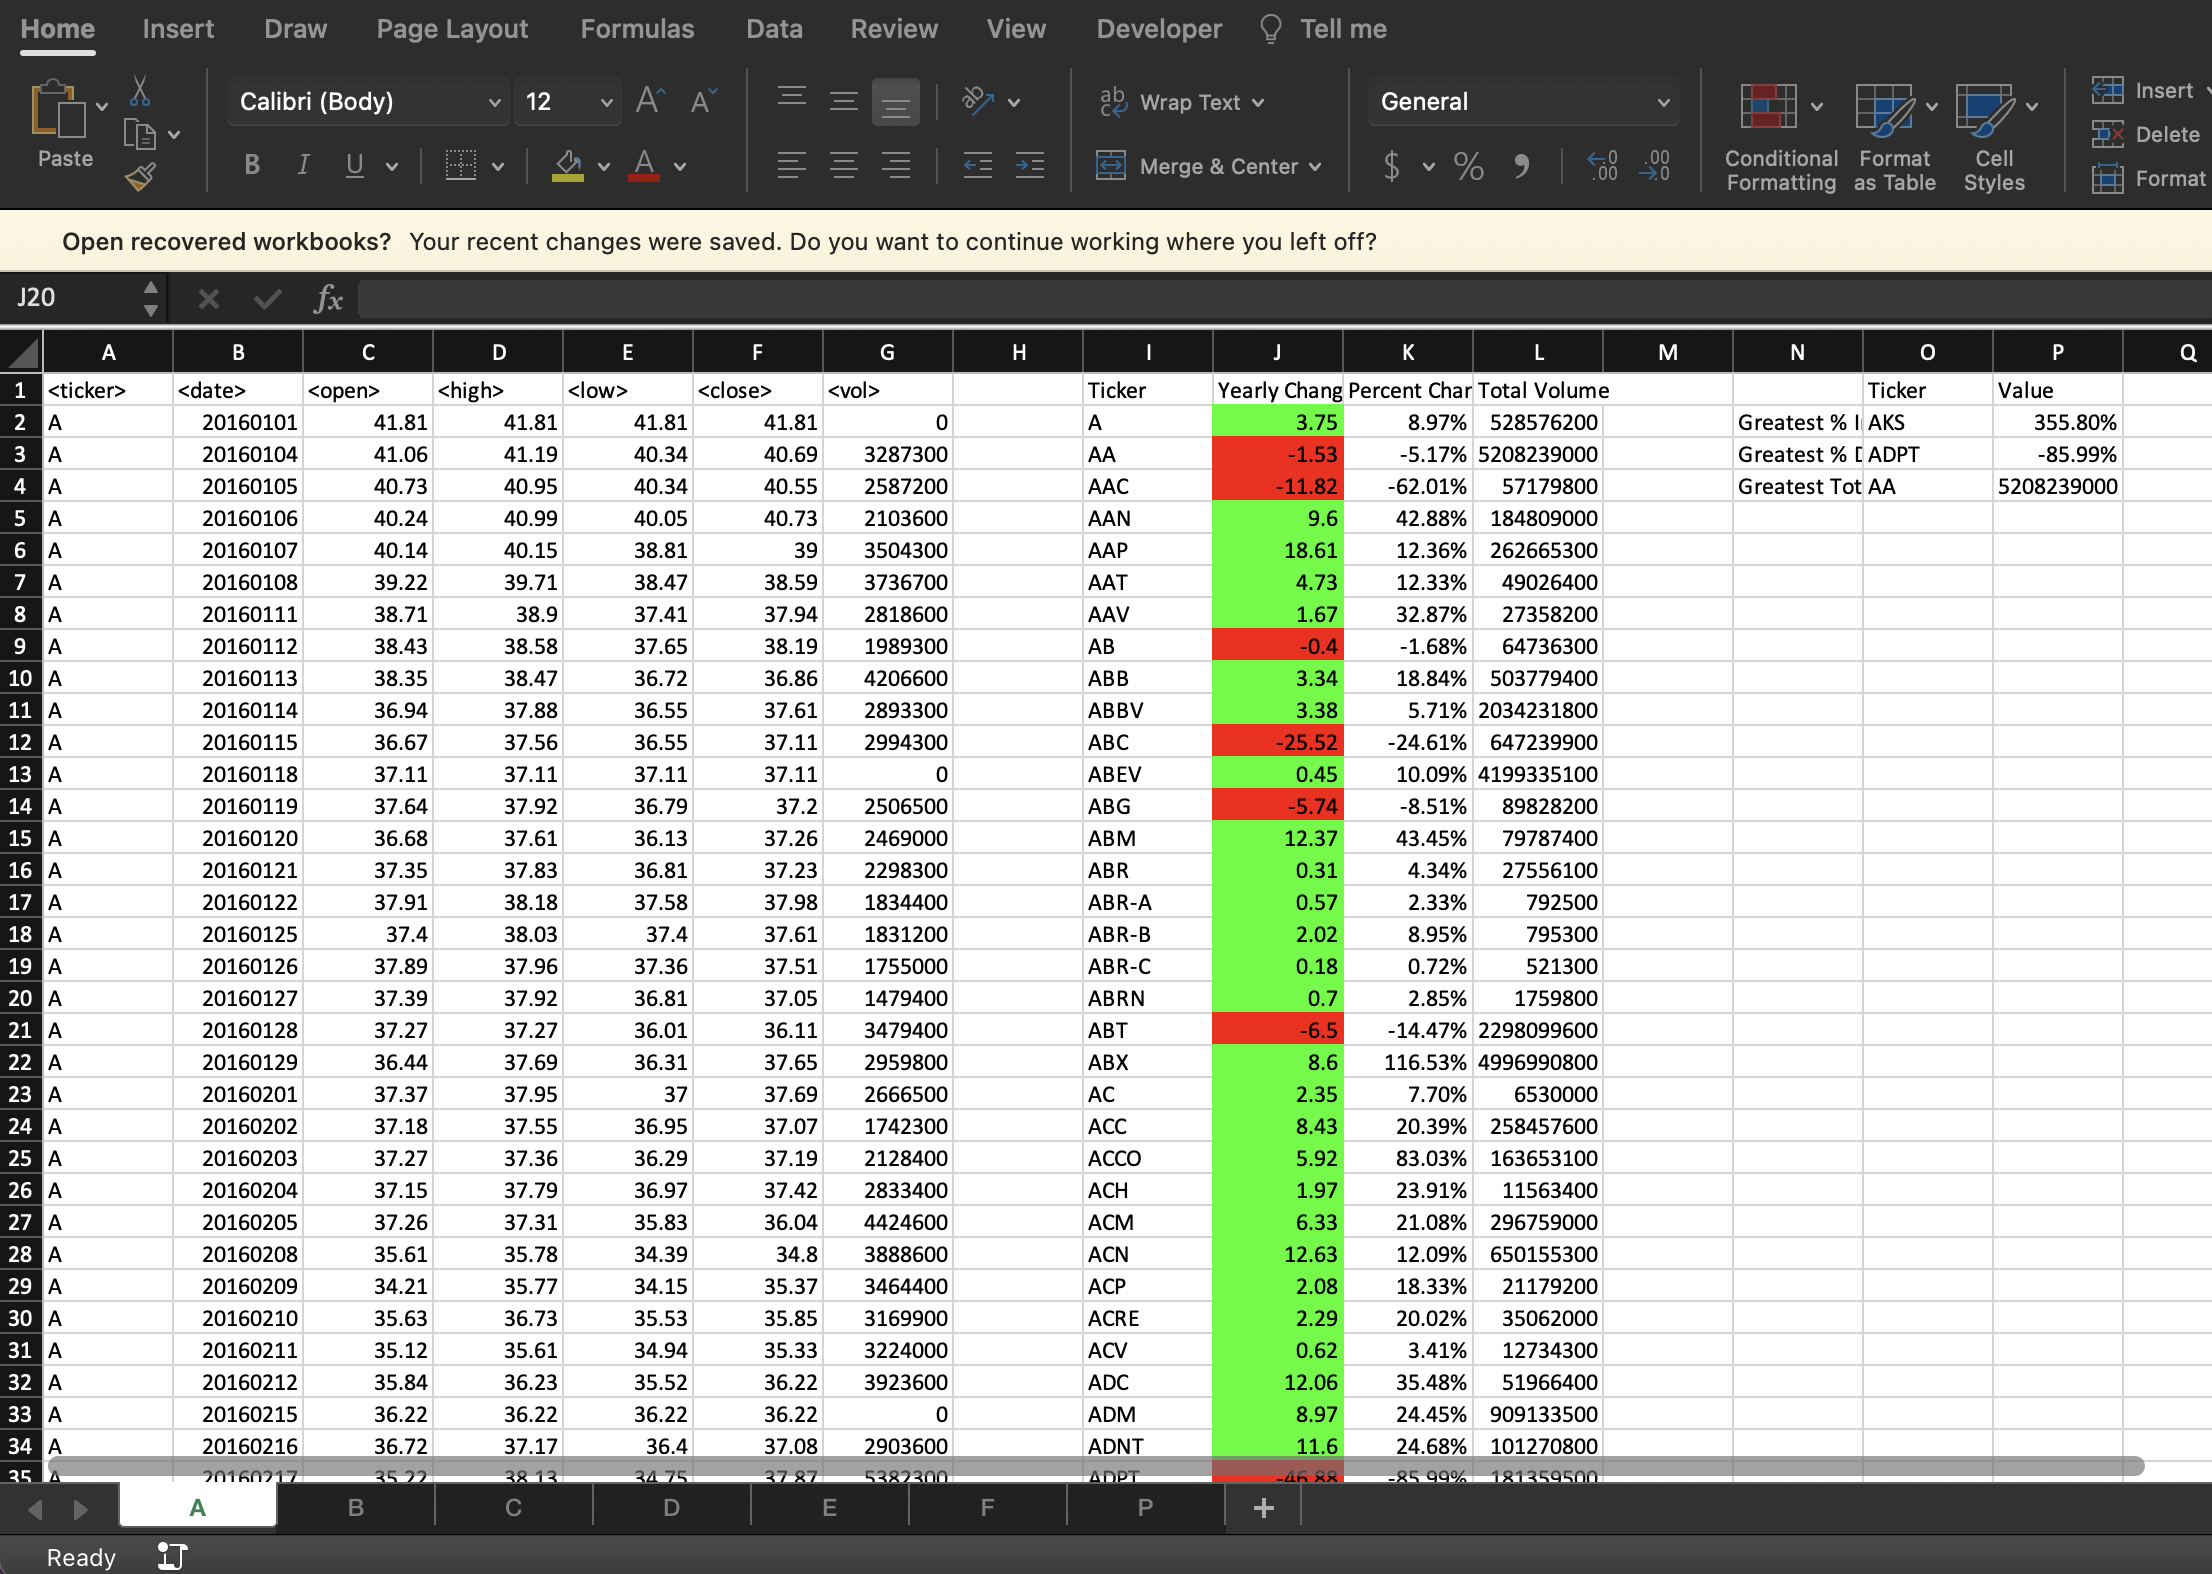 Home Insert Draw Page Layout Formulas Data Review View Developer Tell me
Calibri (Body) 12 A A ab Wrap Text General Insert
Paste B I U A Merge & Center $ % Conditional Formatting Format as Table Cell Styles Delete
Format
Open recovered workbooks? Your recent changes were saved. Do you want to continue working where you left off?
J20 fx
A B C D E F G H I J K L M N O P Q
1 <ticker> <date> <open> <high> <low> <close> <vol> Ticker Yearly Chang Percent Char Total Volume Ticker Value
2 A 20160101 41.81 41.81 41.81 41.81 0 A 3.75 8.97% 528576200 Greatest % I AKS 355.80%
3 A 20160104 41.06 41.19 40.34 40.69 3287300 AA -1.53 -5.17% 5208239000 Greatest % D ADPT -85.99%
4 A 20160105 40.73 40.95 40.34 40.55 2587200 AAC -11.82 -62.01% 57179800 Greatest Tot AA 5208239000
5 A 20160106 40.24 40.99 40.05 40.73 2103600 AAN 9.6 42.88% 184809000
6 A 20160107 40.14 40.15 38.81 39 3504300 AAP 18.61 12.36% 262665300
7 A 20160108 39.22 39.71 38.47 38.59 3736700 AAT 4.73 12.33% 49026400
8 A 20160111 38.71 38.9 37.41 37.94 2818600 AAV 1.67 32.87% 27358200
9 A 20160112 38.43 38.58 37.65 38.19 1989300 AB -0.4 -1.68% 64736300
10 A 20160113 38.35 38.47 36.72 36.86 4206600 ABB 3.34 18.84% 503779400
11 A 20160114 36.94 37.88 36.55 37.61 2893300 ABBV 3.38 5.71% 2034231800
12 A 20160115 36.67 37.56 36.55 37.11 2994300 ABC -25.52 -24.61% 647239900
13 A 20160118 37.11 37.11 37.11 37.11 0 ABEV 0.45 10.09% 4199335100
14 A 20160119 37.64 37.92 36.79 37.2 2506500 ABG -5.74 -8.51% 89828200
15 A 20160120 36.68 37.61 36.13 37.26 2469000 ABM 12.37 43.45% 79787400
16 A 20160121 37.35 37.83 36.81 37.23 2298300 ABR 0.31 4.34% 27556100
17 A 20160122 37.91 38.18 37.58 37.98 1834400 ABR-A 0.57 2.33% 792500
18 A 20160125 37.4 38.03 37.4 37.61 1831200 ABR-B 2.02 8.95% 795300
19 A 20160126 37.89 37.96 37.36 37.51 1755000 ABR-C 0.18 0.72% 521300
20 A 20160127 37.39 37.92 36.81 37.05 1479400 ABRN 0.7 2.85% 1759800
21 A 20160128 37.27 37.27 36.01 36.11 3479400 ABT -6.5 -14.47% 2298099600
22 A 20160129 36.44 37.69 36.31 37.65 2959800 ABX 8.6 116.53% 4996990800
23 A 20160201 37.37 37.95 37 37.69 2666500 AC 2.35 7.70% 6530000
24 A 20160202 37.18 37.55 36.95 37.07 1742300 ACC 8.43 20.39% 258457600
25 A 20160203 37.27 37.36 36.29 37.19 2128400 ACCO 5.92 83.03% 163653100
26 A 20160204 37.15 37.79 36.97 37.42 2833400 ACH 1.97 23.91% 11563400
27 A 20160205 37.26 37.31 35.83 36.04 4424600 ACM 6.33 21.08% 296759000
28 A 20160208 35.61 35.78 34.39 34.8 3888600 ACN 12.63 12.09% 650155300
29 A 20160209 34.21 35.77 34.15 35.37 3464400 ACP 2.08 18.33% 21179200
30 A 20160210 35.63 36.73 35.53 35.85 3169900 ACRE 2.29 20.02% 35062000
31 A 20160211 35.12 35.61 34.94 35.33 3224000 ACV 0.62 3.41% 12734300
32 A 20160212 35.84 36.23 35.52 36.22 3923600 ADC 12.06 35.48% 51966400
33 A 20160215 36.22 36.22 36.22 36.22 0 ADM 8.97 24.45% 909133500
34 A 20160216 36.72 37.17 36.4 37.08 2903600 ADNT 11.6 24.68% 101270800
35 A 20160217 35.22 38.13 34.75 37.87 5382300 ADPT -46.88 -85.99% 181359500
A B C D E F P +
Ready